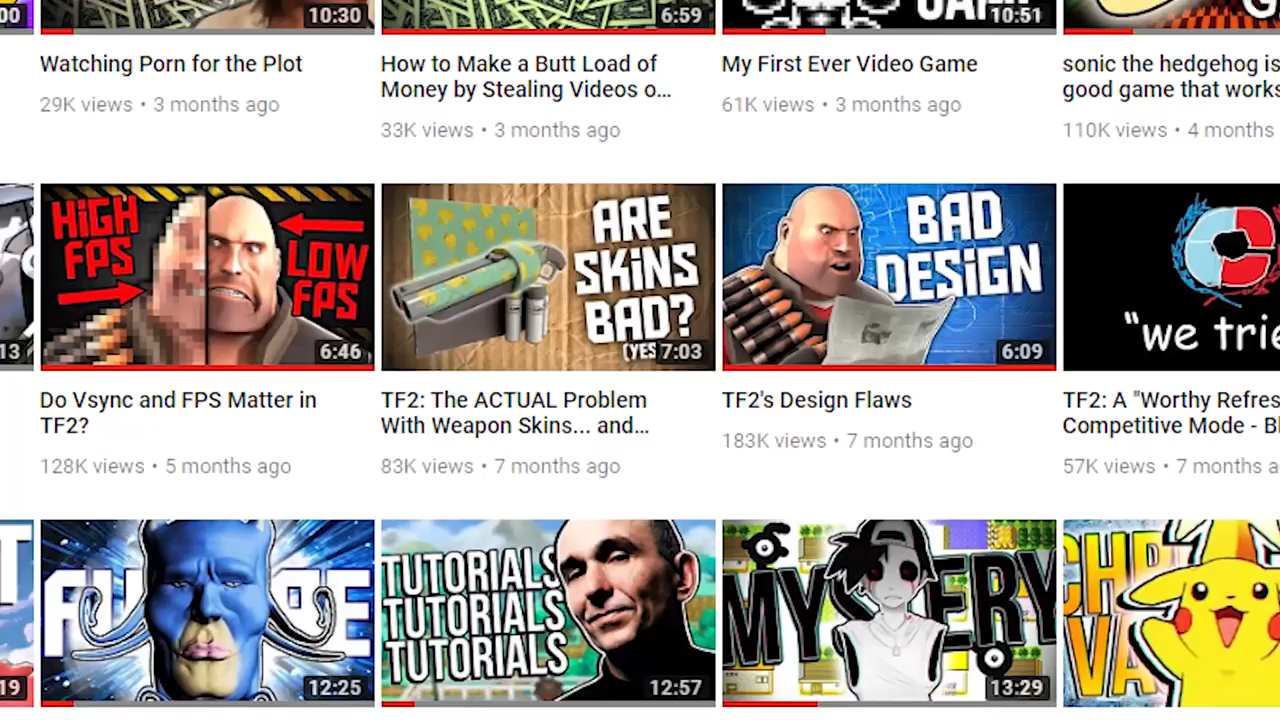 00
10:30
6:59
10:51
Watching Porn for the Plot
29K views • 3 months ago
How to Make a Butt Load of
Money by Stealing Videos o...
33K views • 3 months ago
My First Ever Video Game
61K views • 3 months ago
sonic the hedgehog is
good game that works
110K views • 4 months
13
HIGH
FPS
LOW
FPS
6:46
ARE
SKINS
BAD?
(YES
7:03
BAD
DESIGN
6:09
"we trie
Do Vsync and FPS Matter in
TF2?
128K views • 5 months ago
TF2: The ACTUAL Problem
With Weapon Skins... and...
83K views • 7 months ago
TF2's Design Flaws
183K views • 7 months ago
TF2: A "Worthy Refres
Competitive Mode - Bl
57K views • 7 months a
19
12:25
TUTORIALS
TUTORIALS
TUTORIALS
12:57
MYSTERY
13:29